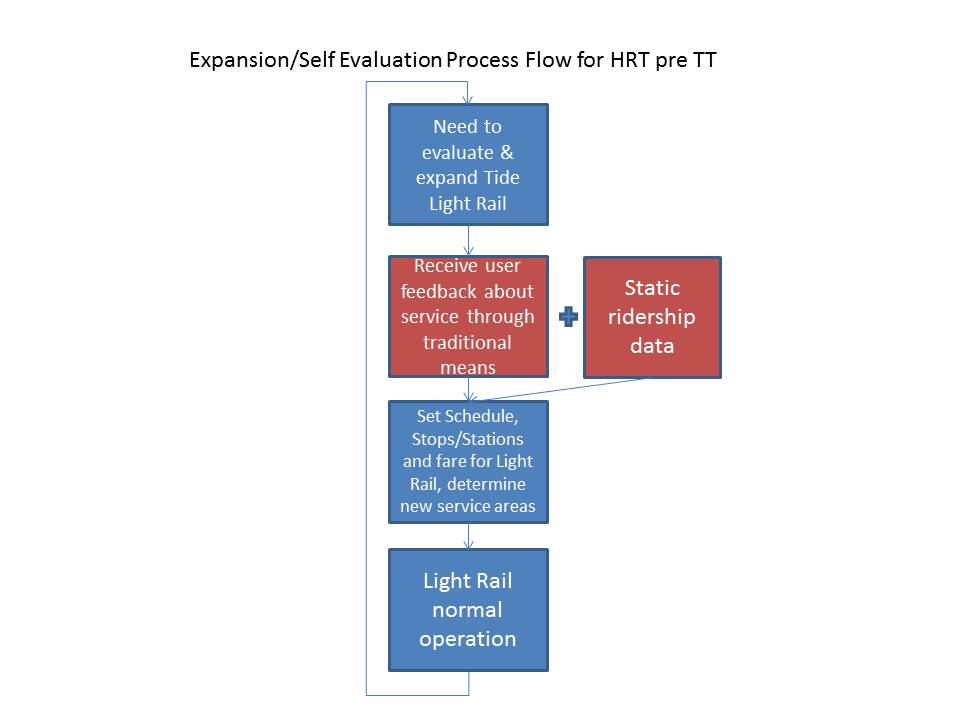 Expansion/Self Evaluation Process Flow for HRT pre TT
Need to
evaluate &
expand Tide
Light Rail
Receive user
feedback about
service through
traditional
means
Static
ridership
data
Set Schedule,
Stops/Stations
and fare for Light
Rail, determine
new service areas
Light Rail
normal
operation